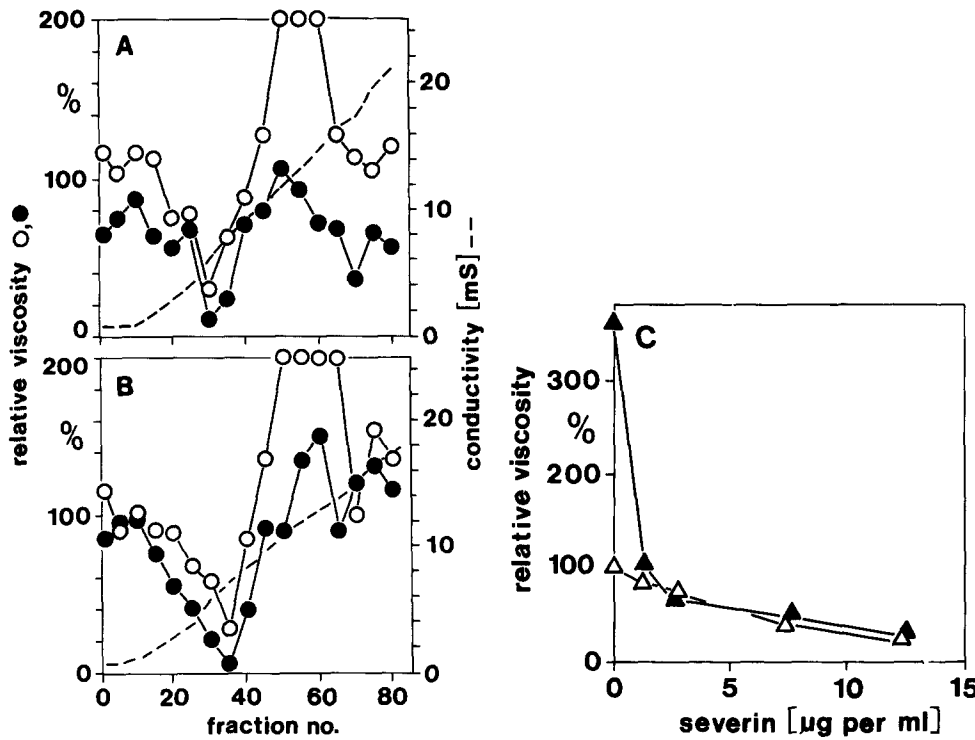 200
A
20
%
100
10
0
0
relative viscosity O,●
conductivity [mS]--
200
B
20
%
100
10
0
0
0 20 40 60 80
fraction no.
C
300
%
200
100
0
relative viscosity
0 5 10 15
severin [µg per ml]